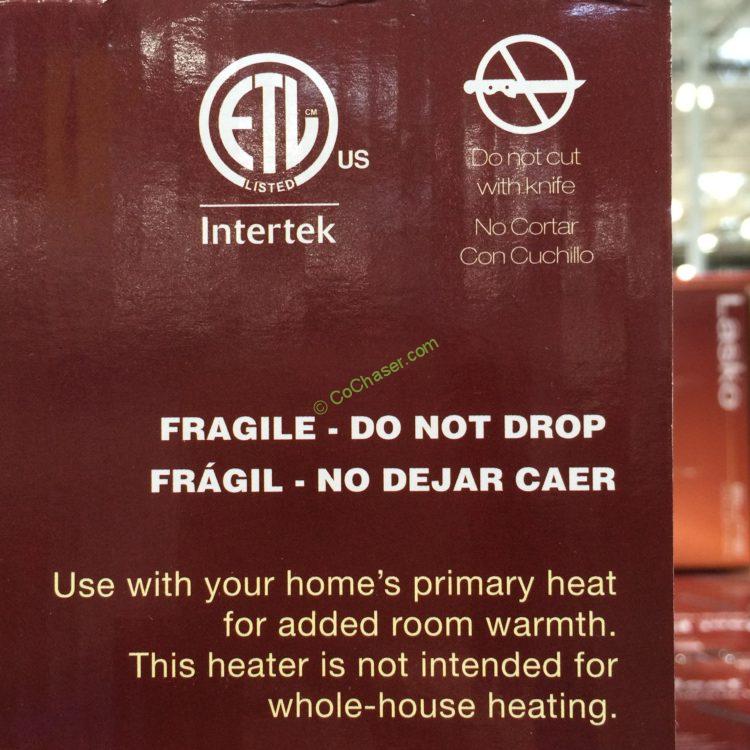 ETL
CM
LISTED
US
Intertek
Do not cut
with knife
No Cortar
Con Cuchillo
© CoChaser.com
FRAGILE - DO NOT DROP
FRÁGIL - NO DEJAR CAER
Use with your home's primary heat
for added room warmth.
This heater is not intended for
whole-house heating.
Lasko